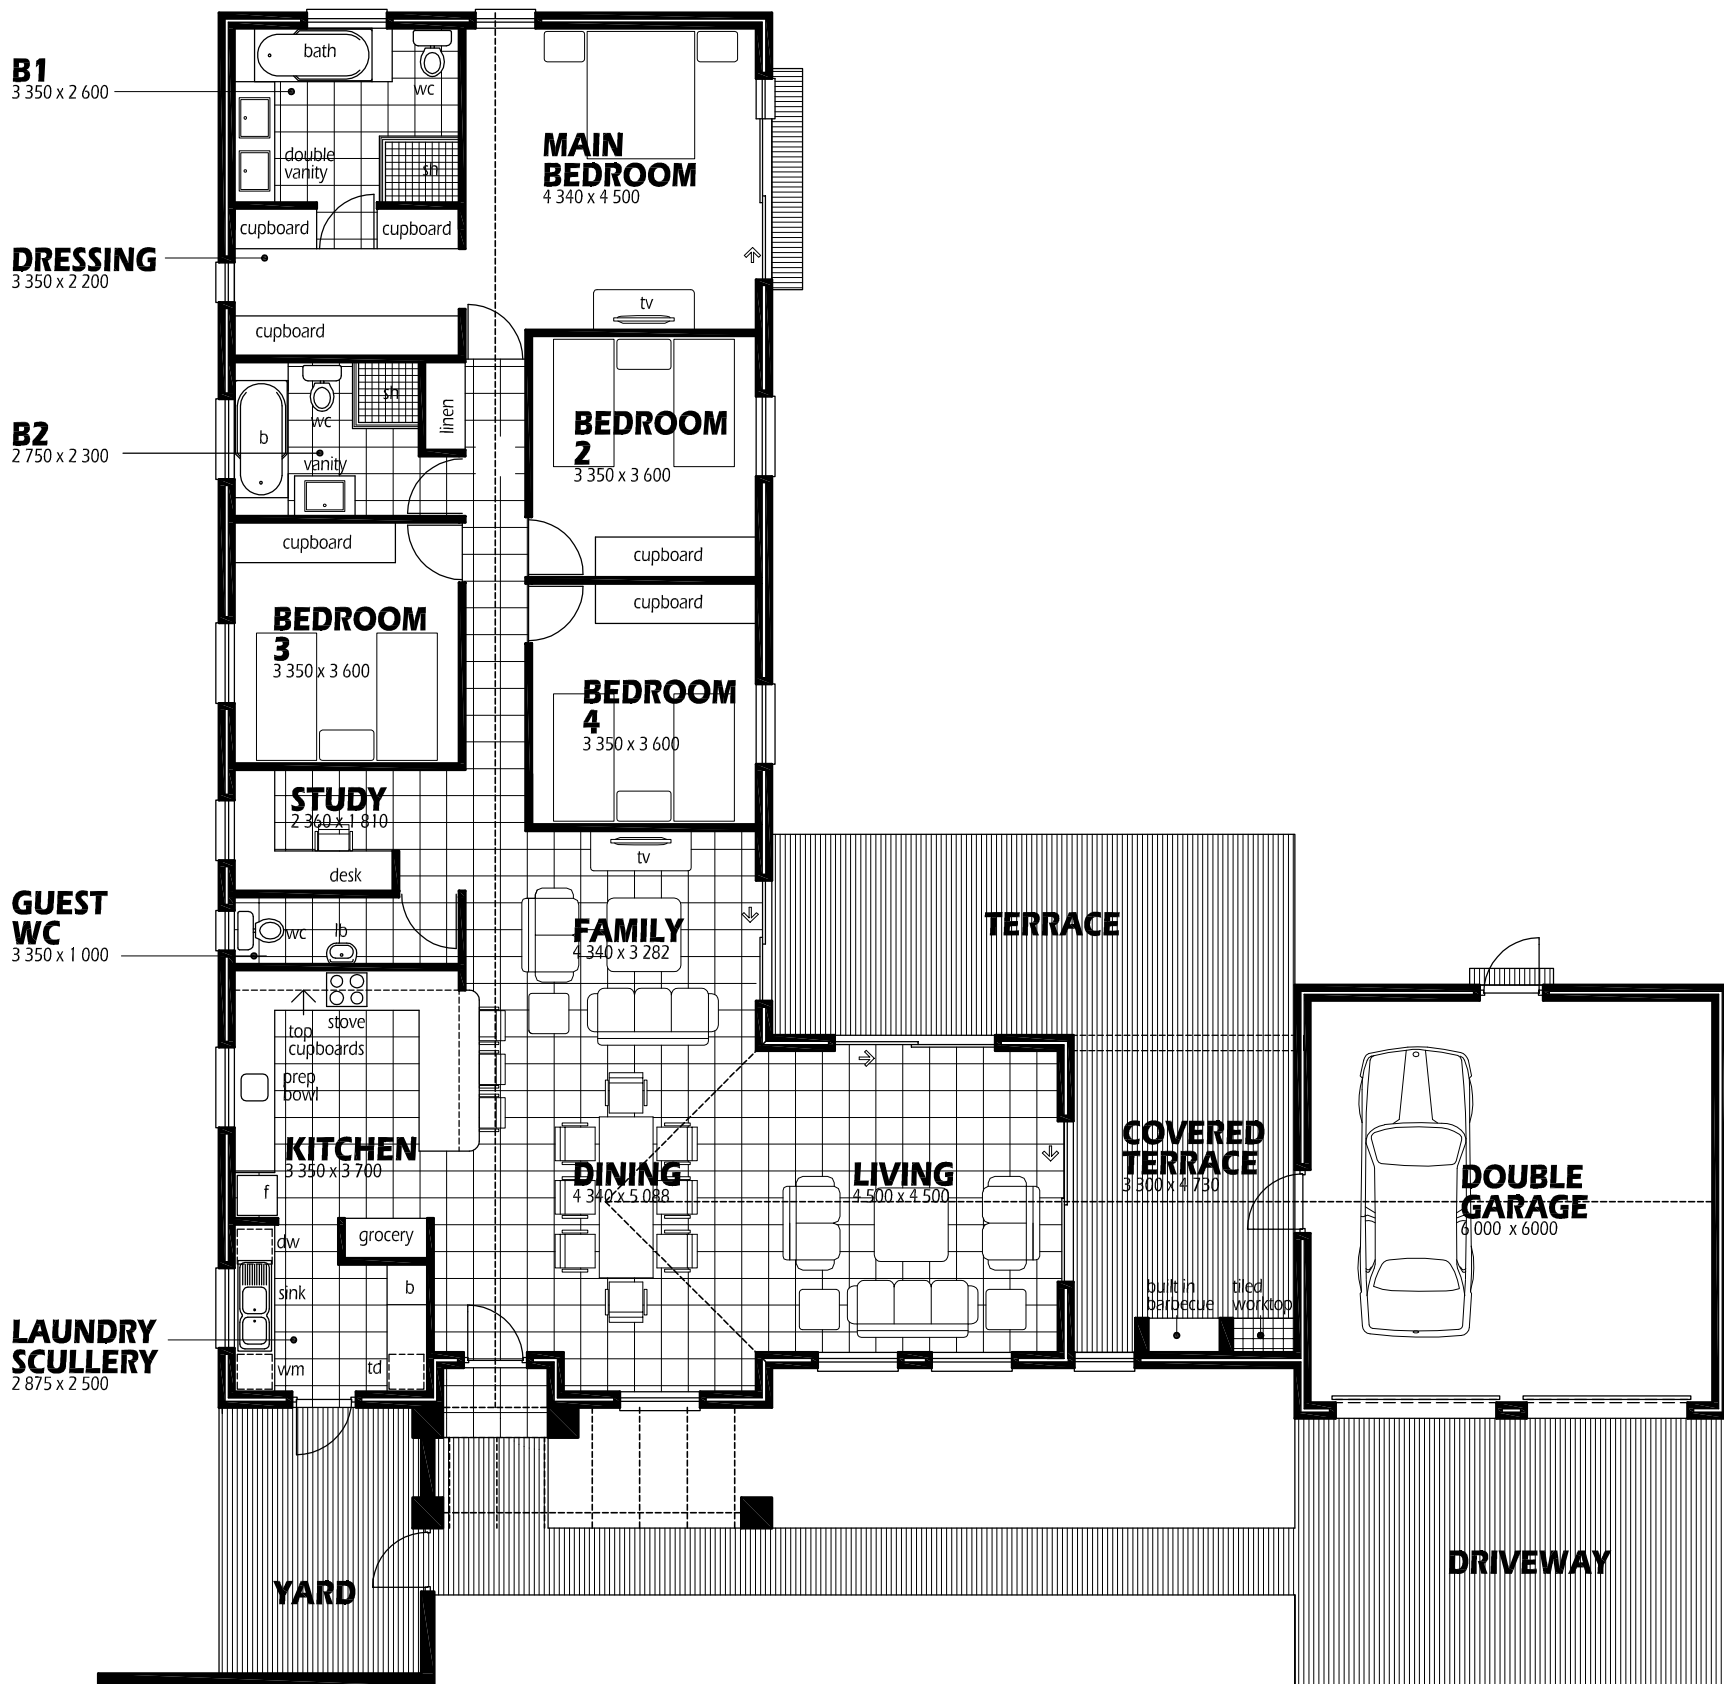 B1
3 350 x 2 600
bath
wc
double
vanity
sh
MAIN
BEDROOM
4 340 x 4 500
cupboard
cupboard
DRESSING
3 350 x 2 200
tv
cupboard
B2
2 750 x 2 300
sh
wc
b
linen
vanity
BEDROOM
2
3 350 x 3 600
cupboard
cupboard
cupboard
BEDROOM
3
3 350 x 3 600
BEDROOM
4
3 350 x 3 600
STUDY
2 360 x 1 810
desk
tv
GUEST
WC
3 350 x 1 000
wc
lb
FAMILY
4 340 x 3 282
TERRACE
stove
top
cupboards
prep
bowl
KITCHEN
3 350 x 3 700
f
DINING
4 340 x 5 088
LIVING
4 500 x 4 500
COVERED
TERRACE
3 300 x 4 730
DOUBLE
GARAGE
6 000 x 6000
grocery
dw
sink
b
built in
barbecue
tiled
worktop
LAUNDRY
SCULLERY
2 875 x 2 500
wm
td
YARD
DRIVEWAY